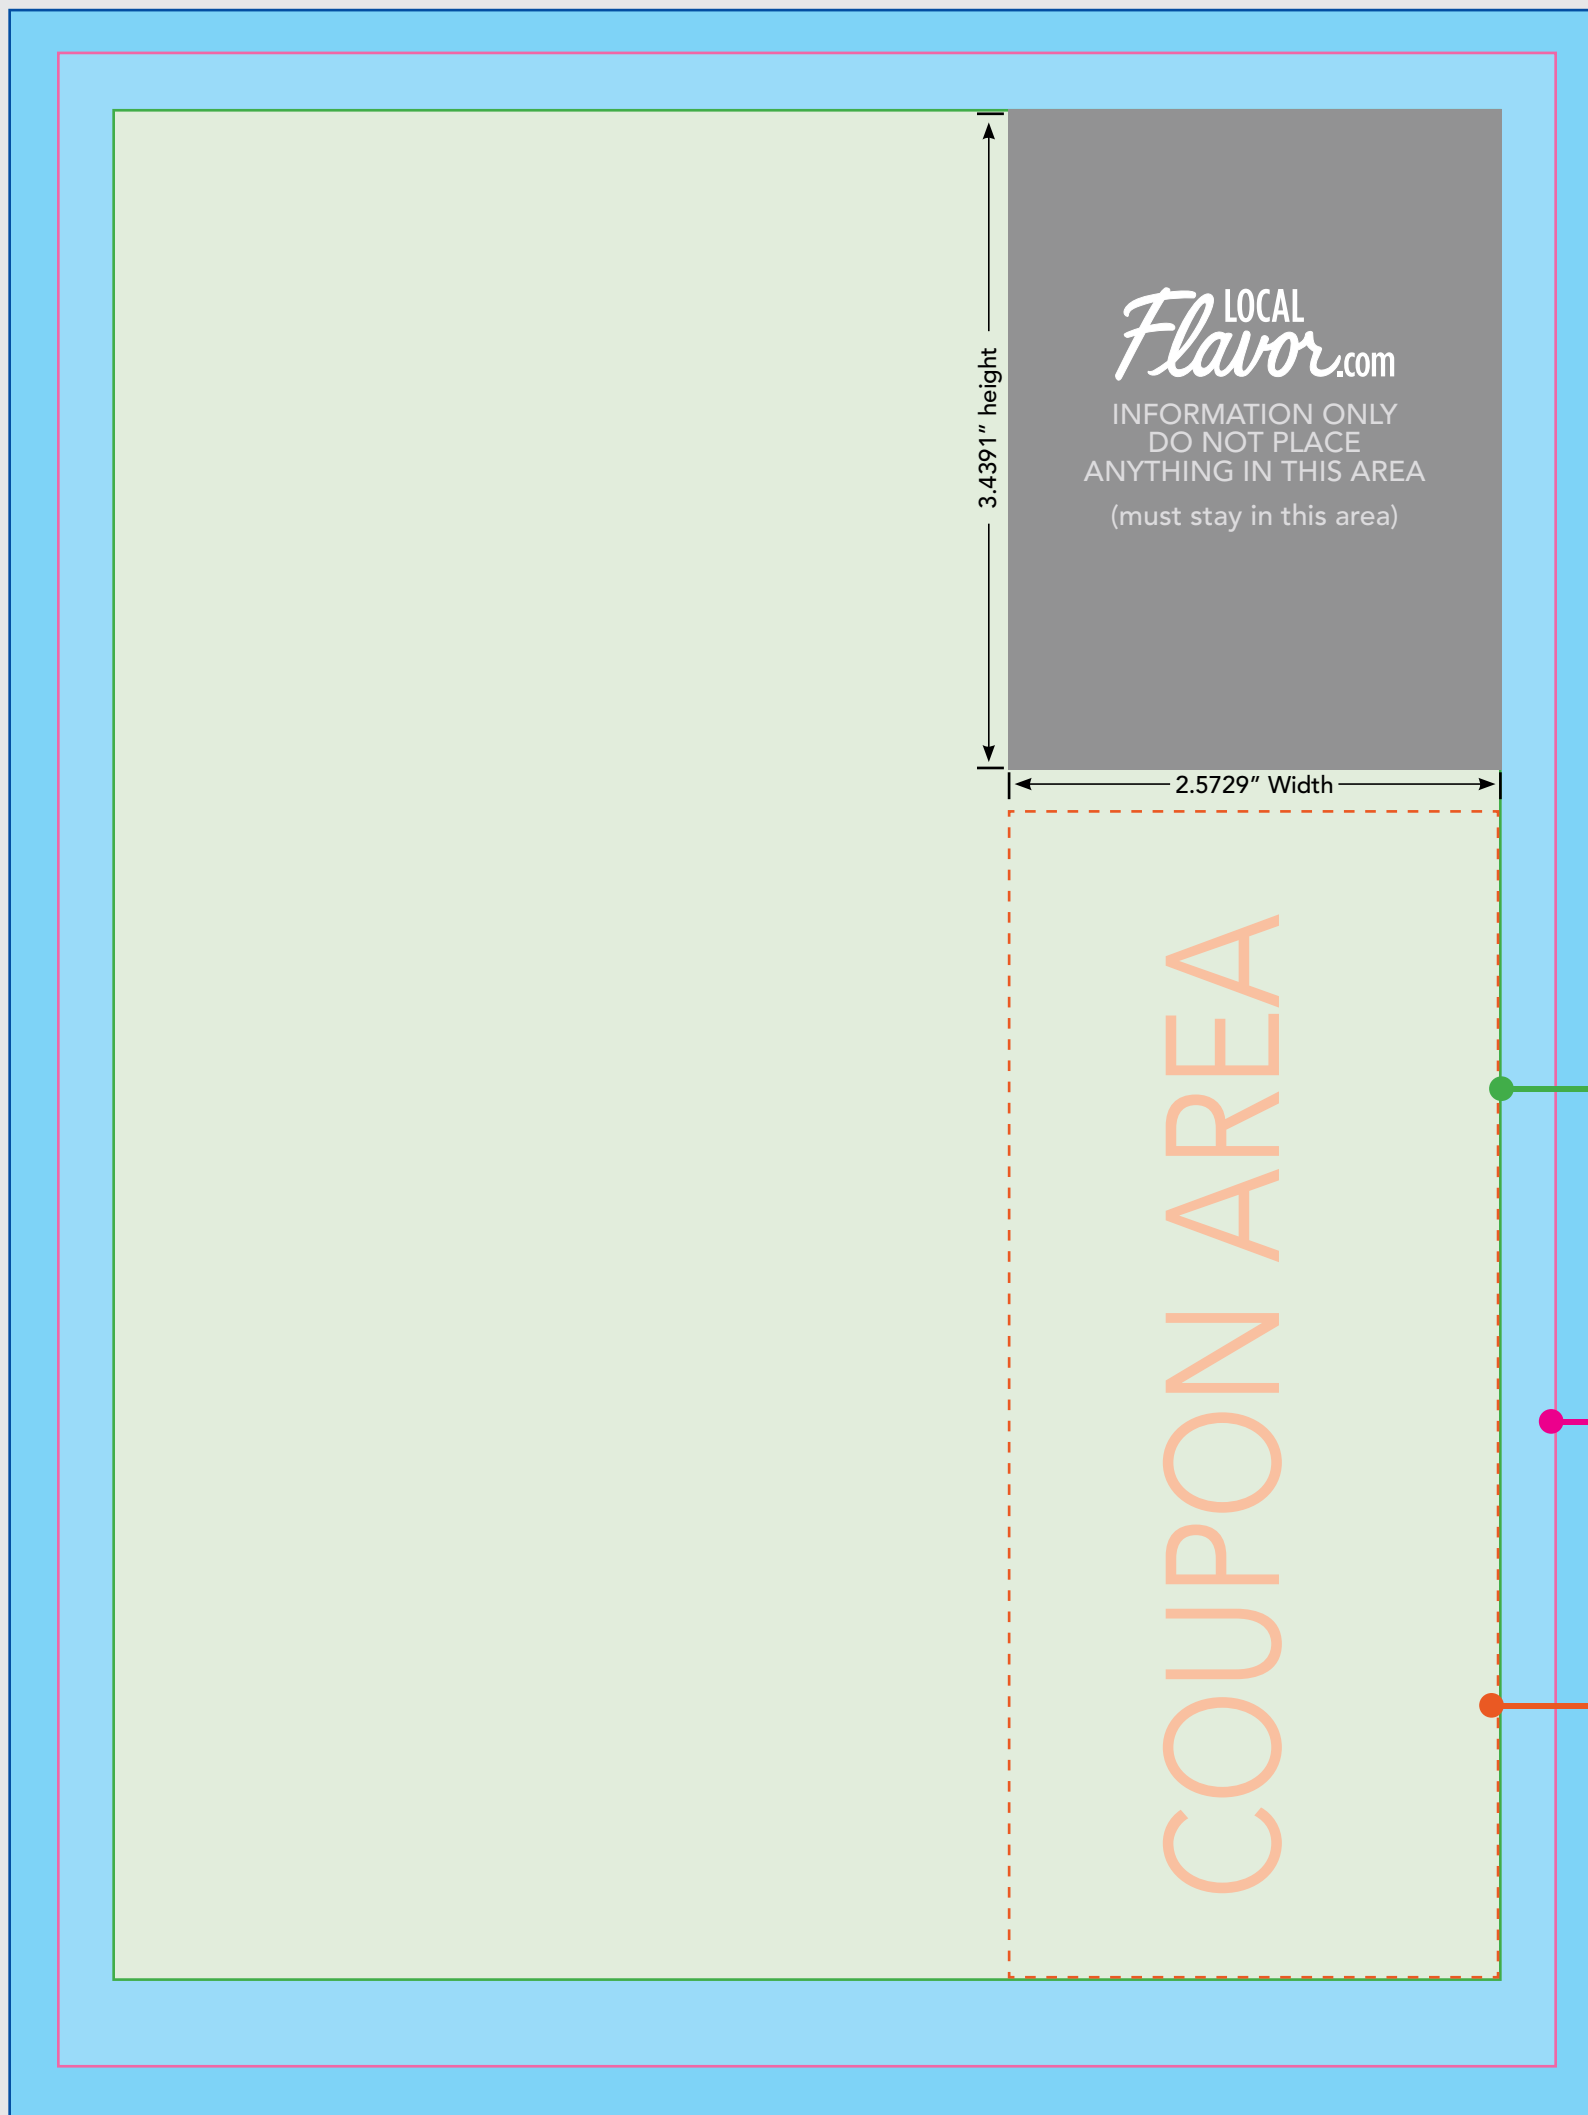 LOCAL
Flavor.com
INFORMATION ONLY
DO NOT PLACE
ANYTHING IN THIS AREA
(must stay in this area)
3.4391" height
2.5729" Width
COUPON AREA